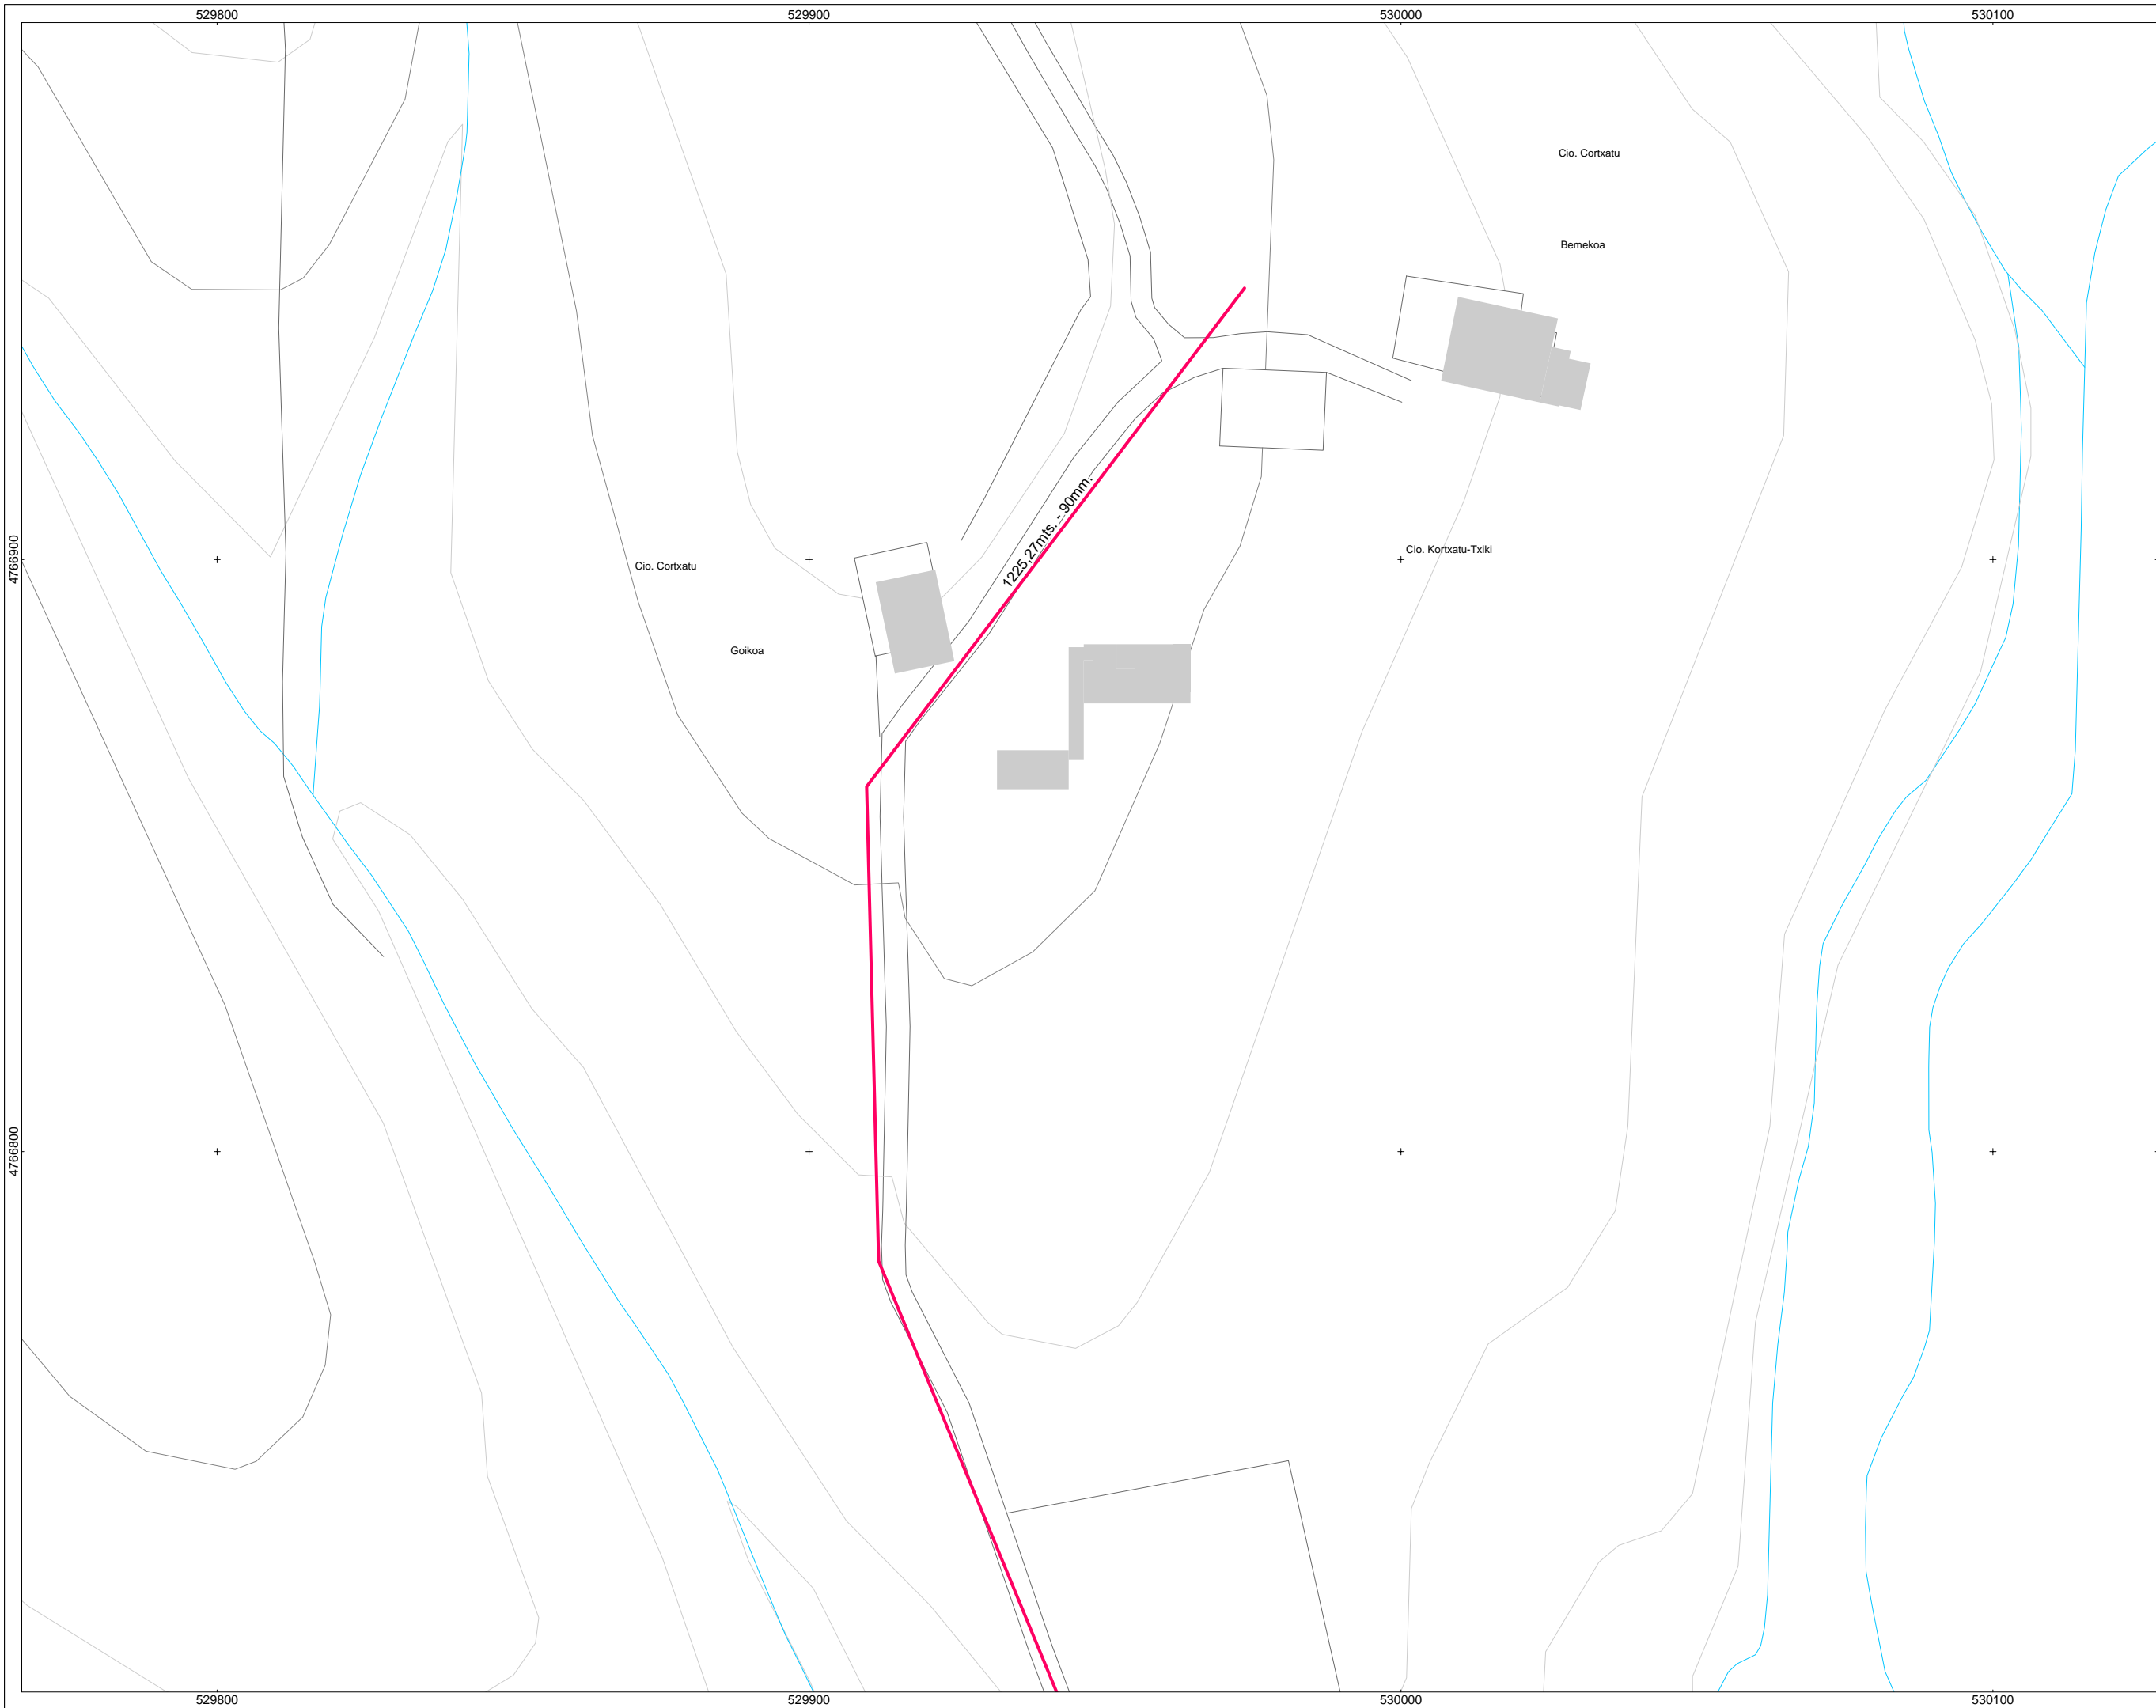 529800
529900
530000
530100
Cio. Cortxatu
Bemekoa
1225,27mts. - 90mm.
4766900
Cio. Kortxatu-Txiki
Cio. Cortxatu
Goikoa
4766800
529800
529900
530000
530100